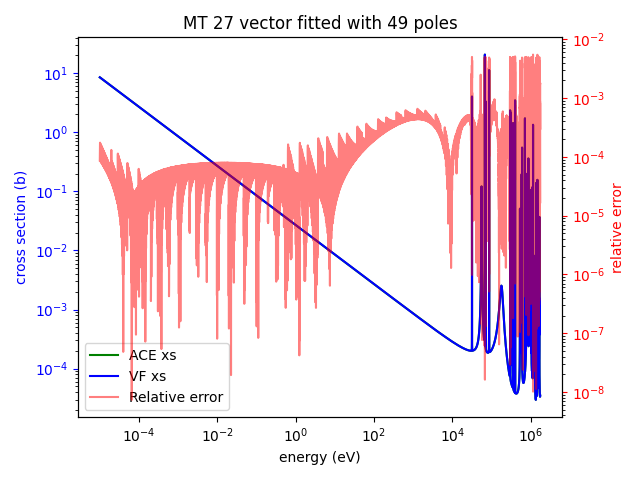 MT 27 vector fitted with 49 poles
cross section (b)
10^1
10^0
10^-1
10^-2
10^-3
10^-4
10^-2
10^-3
10^-4
10^-5
10^-6
10^-7
10^-8
relative error
ACE xs
VF xs
Relative error
10^-4
10^-2
10^0
10^2
10^4
10^6
energy (eV)